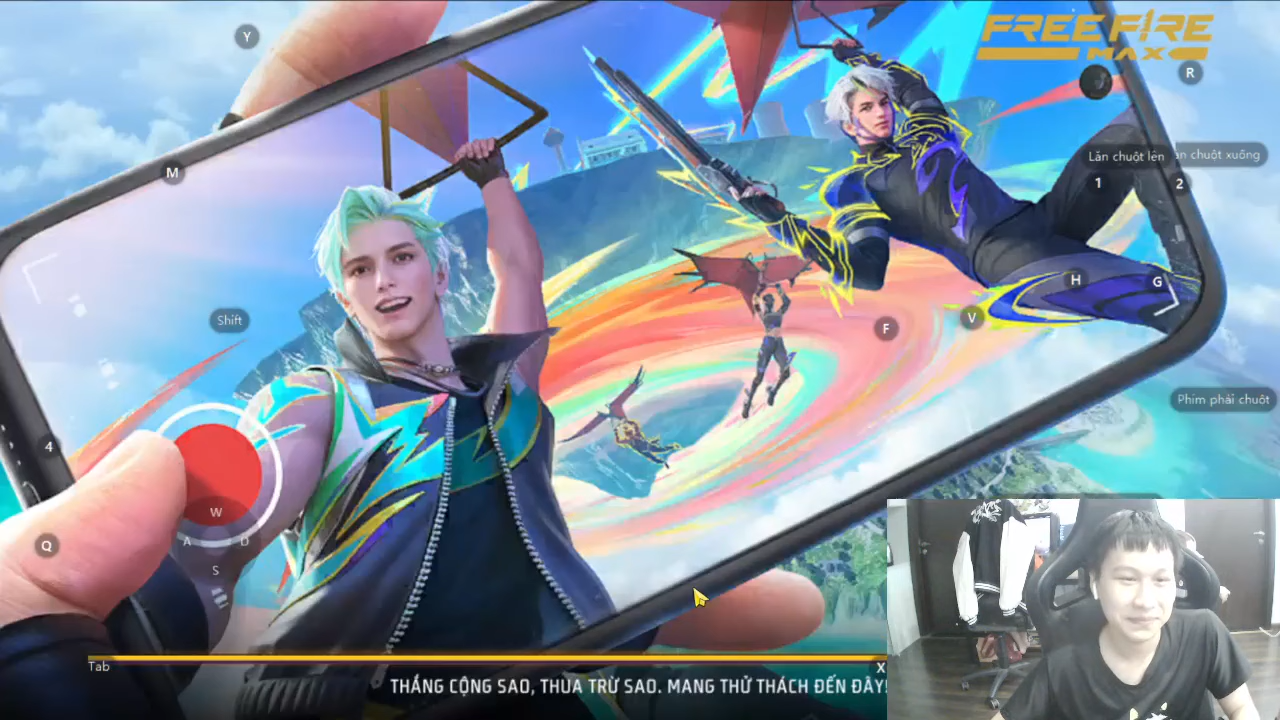 Y
FREE FIRE
MAX
R
Lăn chuột lên
n chuột xuống
M
1
2
H
G
Shift
F
V
Phím phải chuột
4
W
Q
A
D
S
Tab
X
THẮNG CỘNG SAO, THUA TRỪ SAO. MANG THỬ THÁCH ĐẾN ĐÂY!